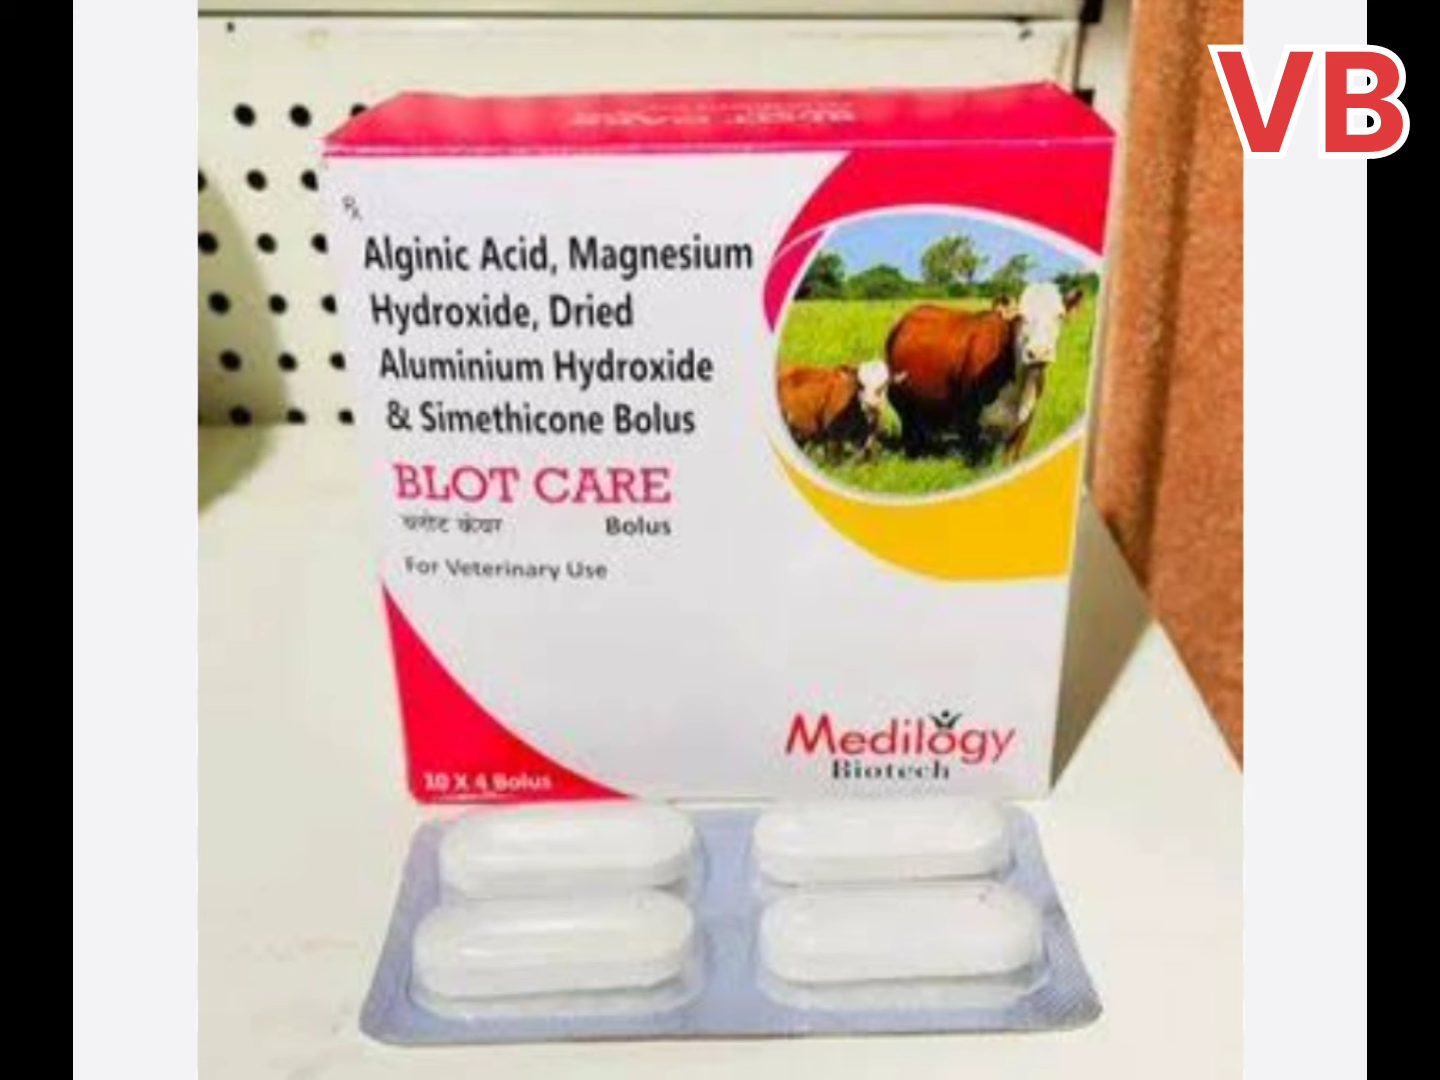 VB
Rx
Alginic Acid, Magnesium
Hydroxide, Dried
Aluminium Hydroxide
& Simethicone Bolus
BLOT CARE
Bolus
For Veterinary Use
Medilogy
Biotech
10 X 4 Bolus